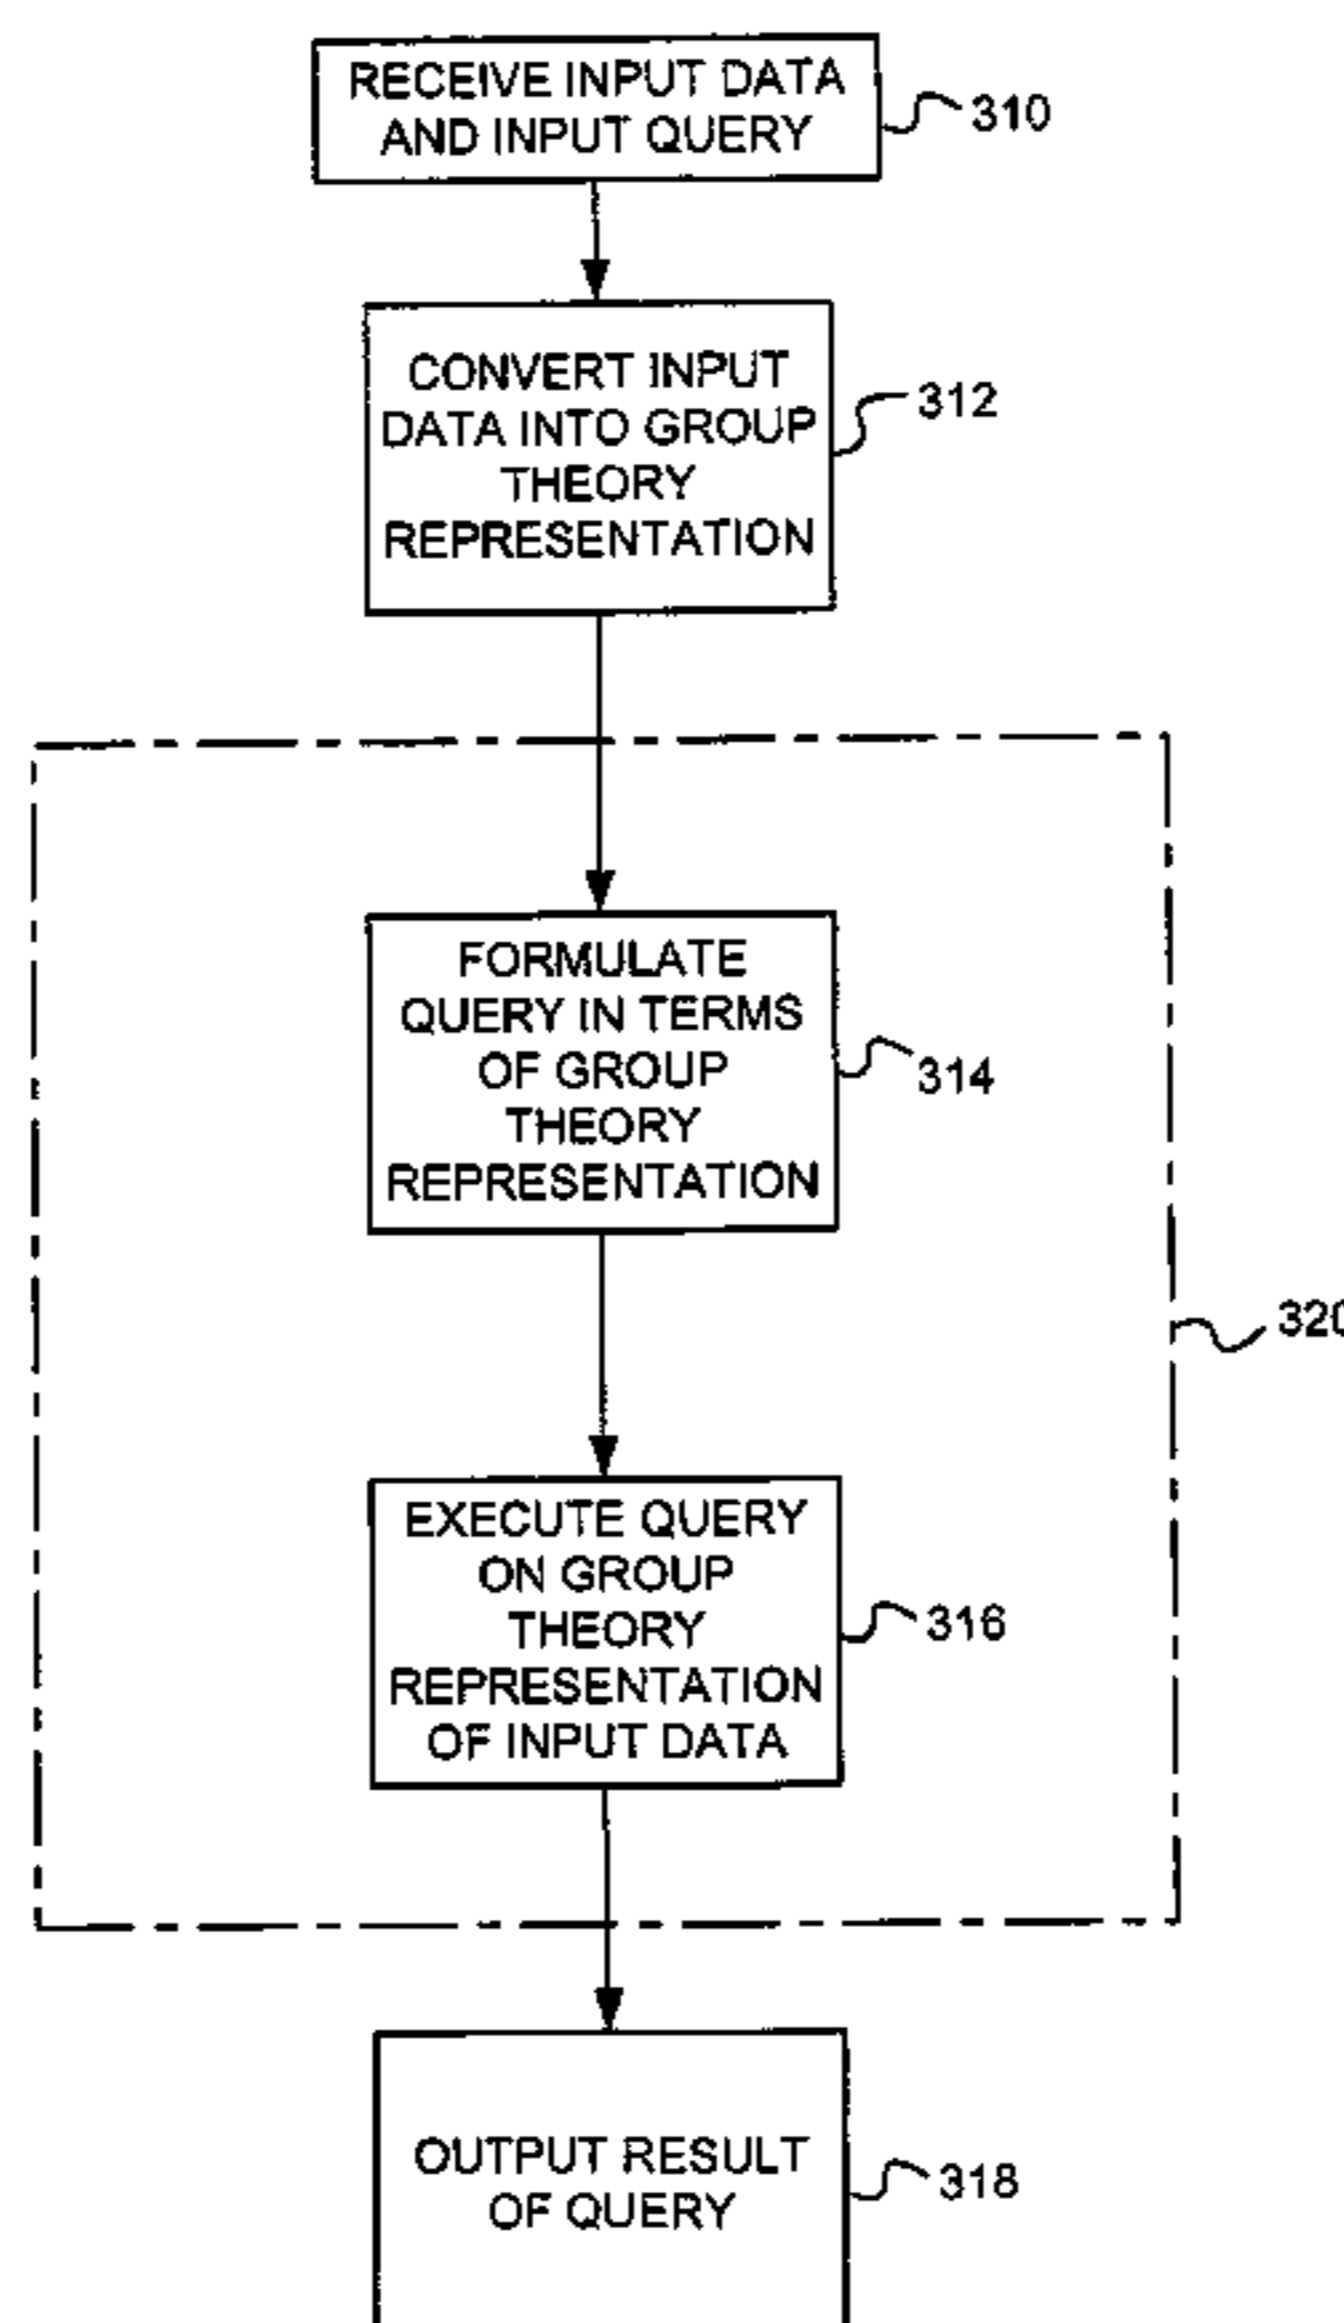 RECEIVE INPUT DATA
AND INPUT QUERY
310
CONVERT INPUT
DATA INTO GROUP
THEORY
REPRESENTATION
312
FORMULATE
QUERY IN TERMS
OF GROUP
THEORY
REPRESENTATION
314
320
EXECUTE QUERY
ON GROUP
THEORY
REPRESENTATION
OF INPUT DATA
316
OUTPUT RESULT
OF QUERY
318